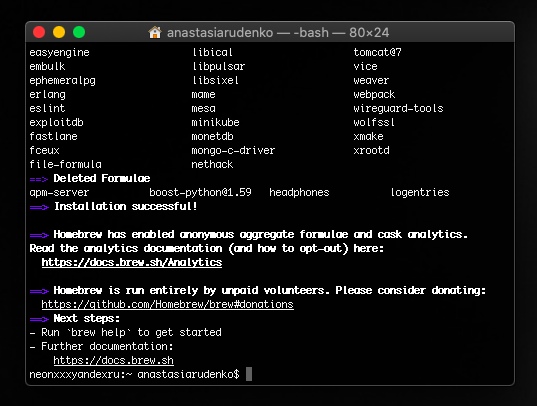 anastasiarudenko — -bash — 80×24
easyengine libical tomcat@7
embulk libpulsar vice
ephemeralpg libsixel weaver
erlang mame webpack
eslint mesa wireguard-tools
exploitdb minikube wolfssl
fastlane monetdb xmake
fceux mongo-c-driver xrootd
file-formula nethack
==> Deleted Formulae
apm-server boost-python@1.59 headphones logentries
==> Installation successful!
==> Homebrew has enabled anonymous aggregate formulae and cask analytics.
Read the analytics documentation (and how to opt-out) here:
https://docs.brew.sh/Analytics
==> Homebrew is run entirely by unpaid volunteers. Please consider donating:
https://github.com/Homebrew/brew#donations
==> Next steps:
- Run `brew help` to get started
- Further documentation:
https://docs.brew.sh
neonxxxyandexru:~ anastasiarudenko$